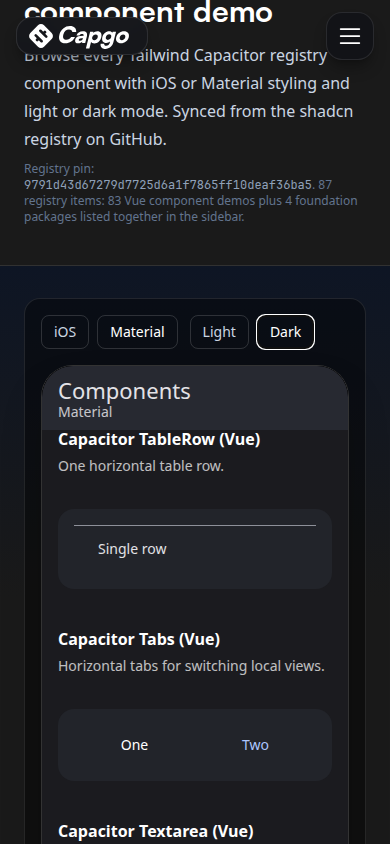 component demo
Capgo
Browse every Tailwind Capacitor registry
component with iOS or Material styling and
light or dark mode. Synced from the shadcn
registry on GitHub.
Registry pin:
9791d43d67279d7725d6a1f7865ff10deaf36ba5. 87
registry items: 83 Vue component demos plus 4 foundation
packages listed together in the sidebar.
iOS Material Light Dark
Components
Material
Capacitor TableRow (Vue)
One horizontal table row.
Single row
Capacitor Tabs (Vue)
Horizontal tabs for switching local views.
One Two
Capacitor Textarea (Vue)